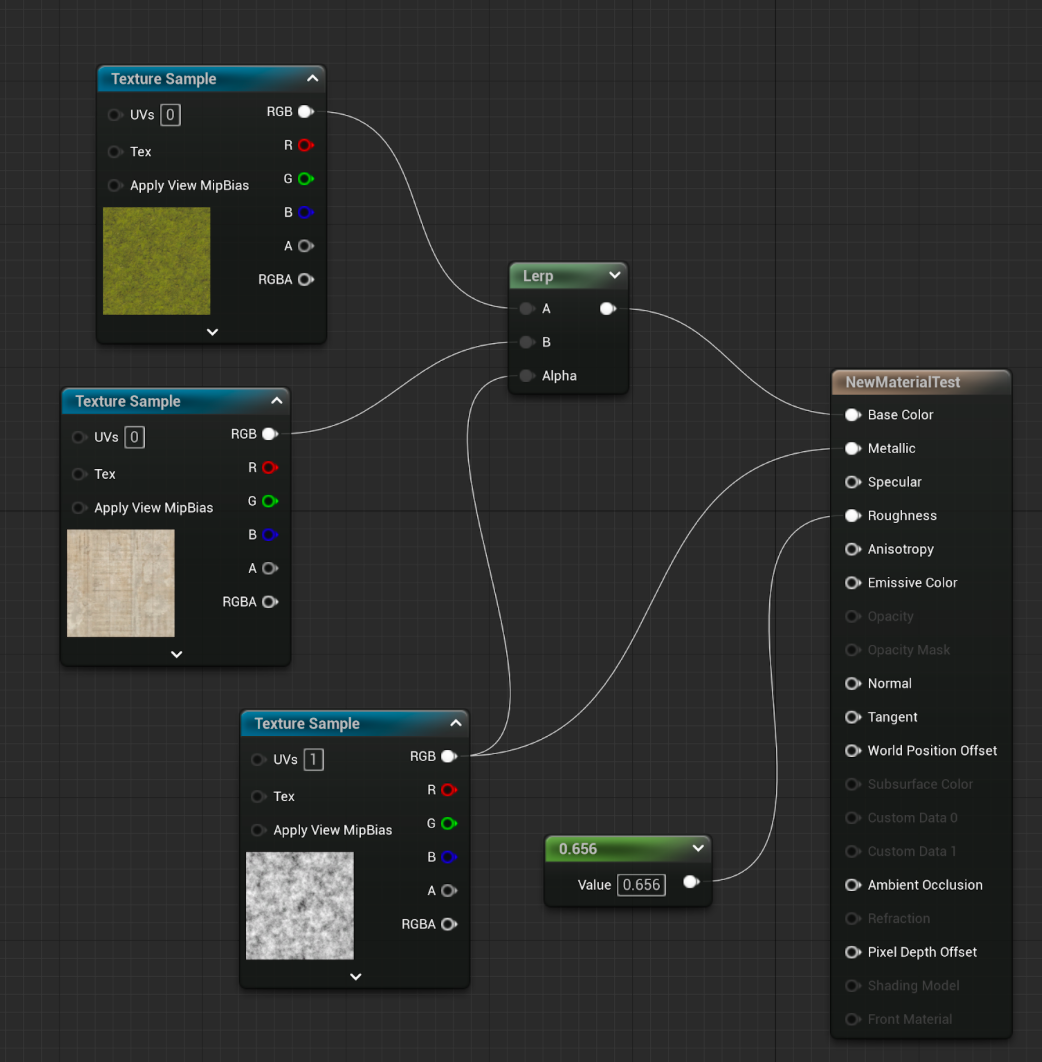 Texture Sample
UVs 0
RGB
Tex
R
Apply View MipBias
G
B
A
RGBA
Lerp
A
B
Alpha
Texture Sample
UVs 0
RGB
Tex
R
Apply View MipBias
G
B
A
RGBA
Texture Sample
UVs 1
RGB
Tex
R
Apply View MipBias
G
B
A
RGBA
0.656
Value 0.656
NewMaterialTest
Base Color
Metallic
Specular
Roughness
Anisotropy
Emissive Color
Opacity
Opacity Mask
Normal
Tangent
World Position Offset
Subsurface Color
Custom Data 0
Custom Data 1
Ambient Occlusion
Refraction
Pixel Depth Offset
Shading Model
Front Material